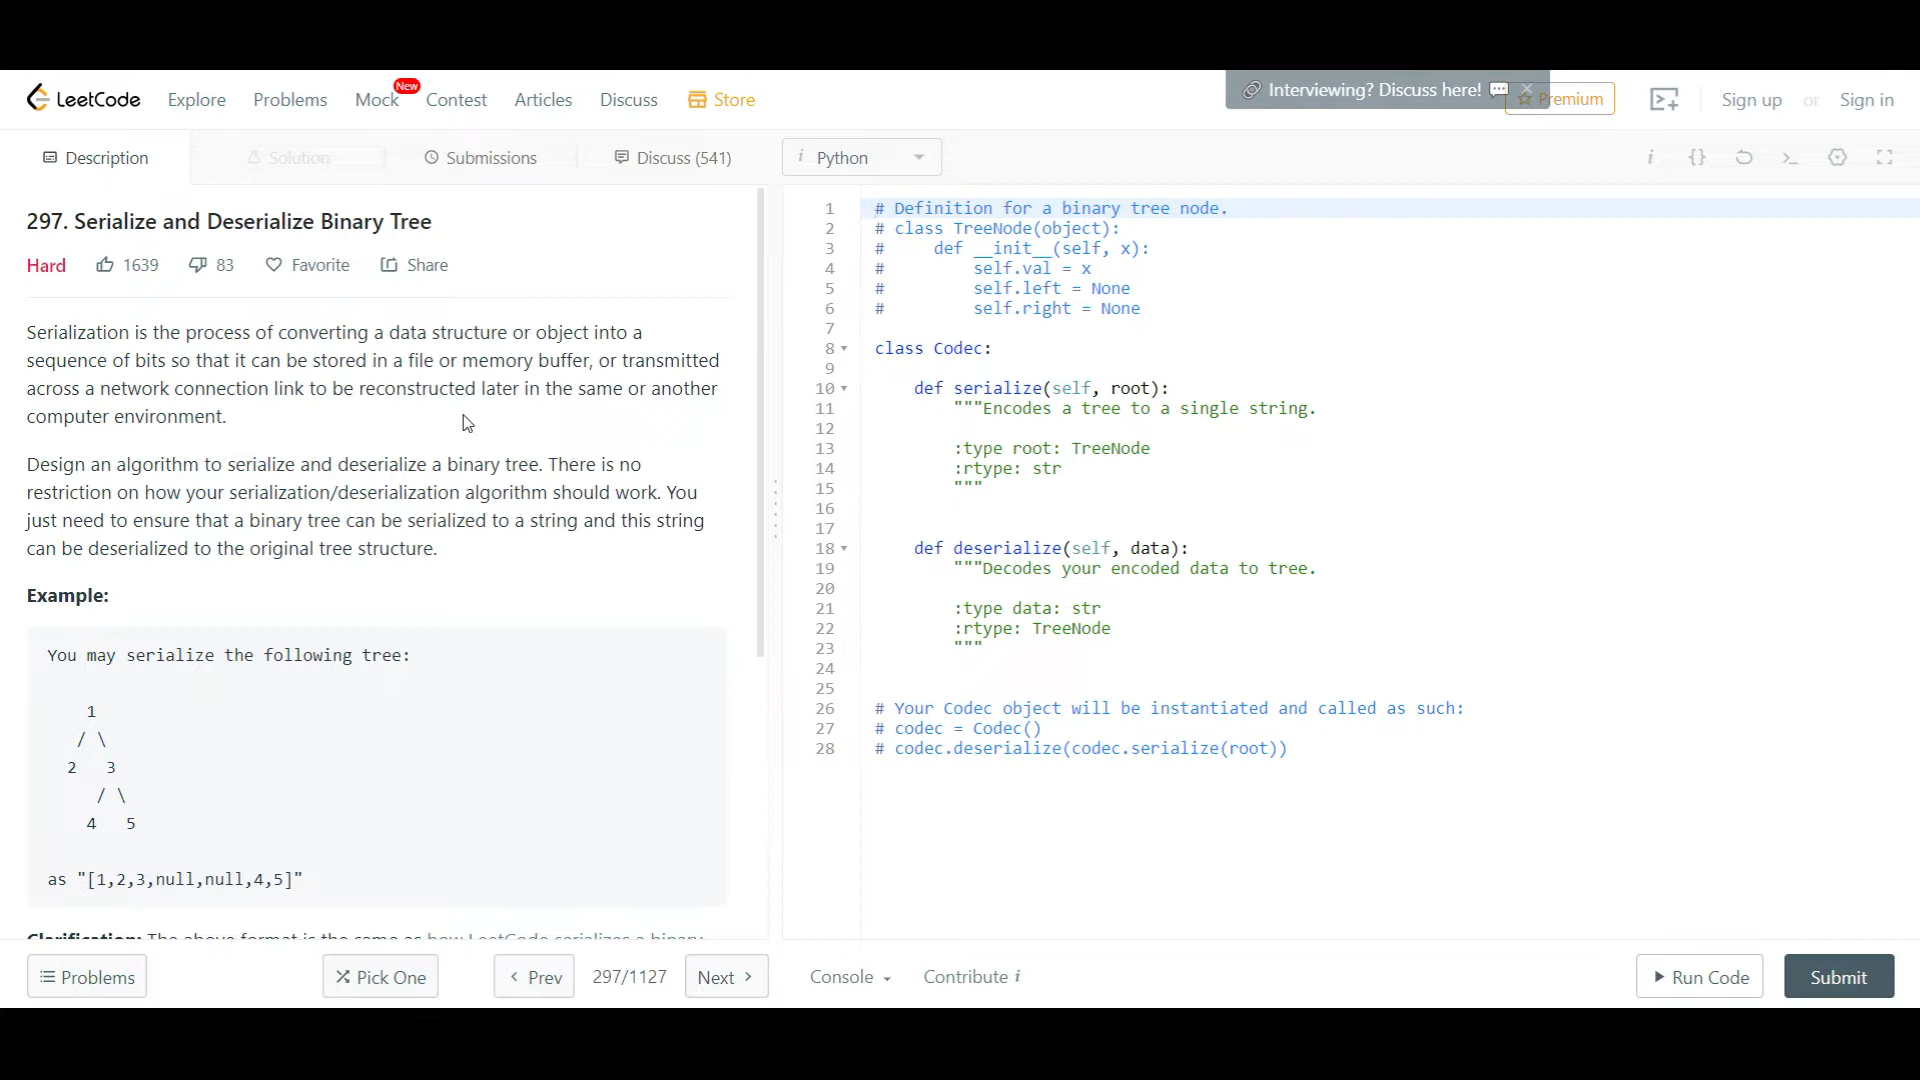 LeetCode Explore Problems Mock New Contest Articles Discuss Store Interviewing? Discuss here! Premium Sign up or Sign in
Description Solution Submissions Discuss (541) i Python
297. Serialize and Deserialize Binary Tree
Hard 1639 83 Favorite Share
Serialization is the process of converting a data structure or object into a
sequence of bits so that it can be stored in a file or memory buffer, or transmitted
across a network connection link to be reconstructed later in the same or another
computer environment.
Design an algorithm to serialize and deserialize a binary tree. There is no
restriction on how your serialization/deserialization algorithm should work. You
just need to ensure that a binary tree can be serialized to a string and this string
can be deserialized to the original tree structure.
Example:
You may serialize the following tree:
1
/ \
2 3
/ \
4 5
as "[1,2,3,null,null,4,5]"
Clarification: The above format is the same as how LeetCode serializes a binary
1 # Definition for a binary tree node.
2 # class TreeNode(object):
3 #     def __init__(self, x):
4 #         self.val = x
5 #         self.left = None
6 #         self.right = None
7
8 class Codec:
9
10     def serialize(self, root):
11         """Encodes a tree to a single string.
12
13         :type root: TreeNode
14         :rtype: str
15         """
16
17
18     def deserialize(self, data):
19         """Decodes your encoded data to tree.
20
21         :type data: str
22         :rtype: TreeNode
23         """
24
25
26 # Your Codec object will be instantiated and called as such:
27 # codec = Codec()
28 # codec.deserialize(codec.serialize(root))
Problems Pick One Prev 297/1127 Next Console Contribute i Run Code Submit